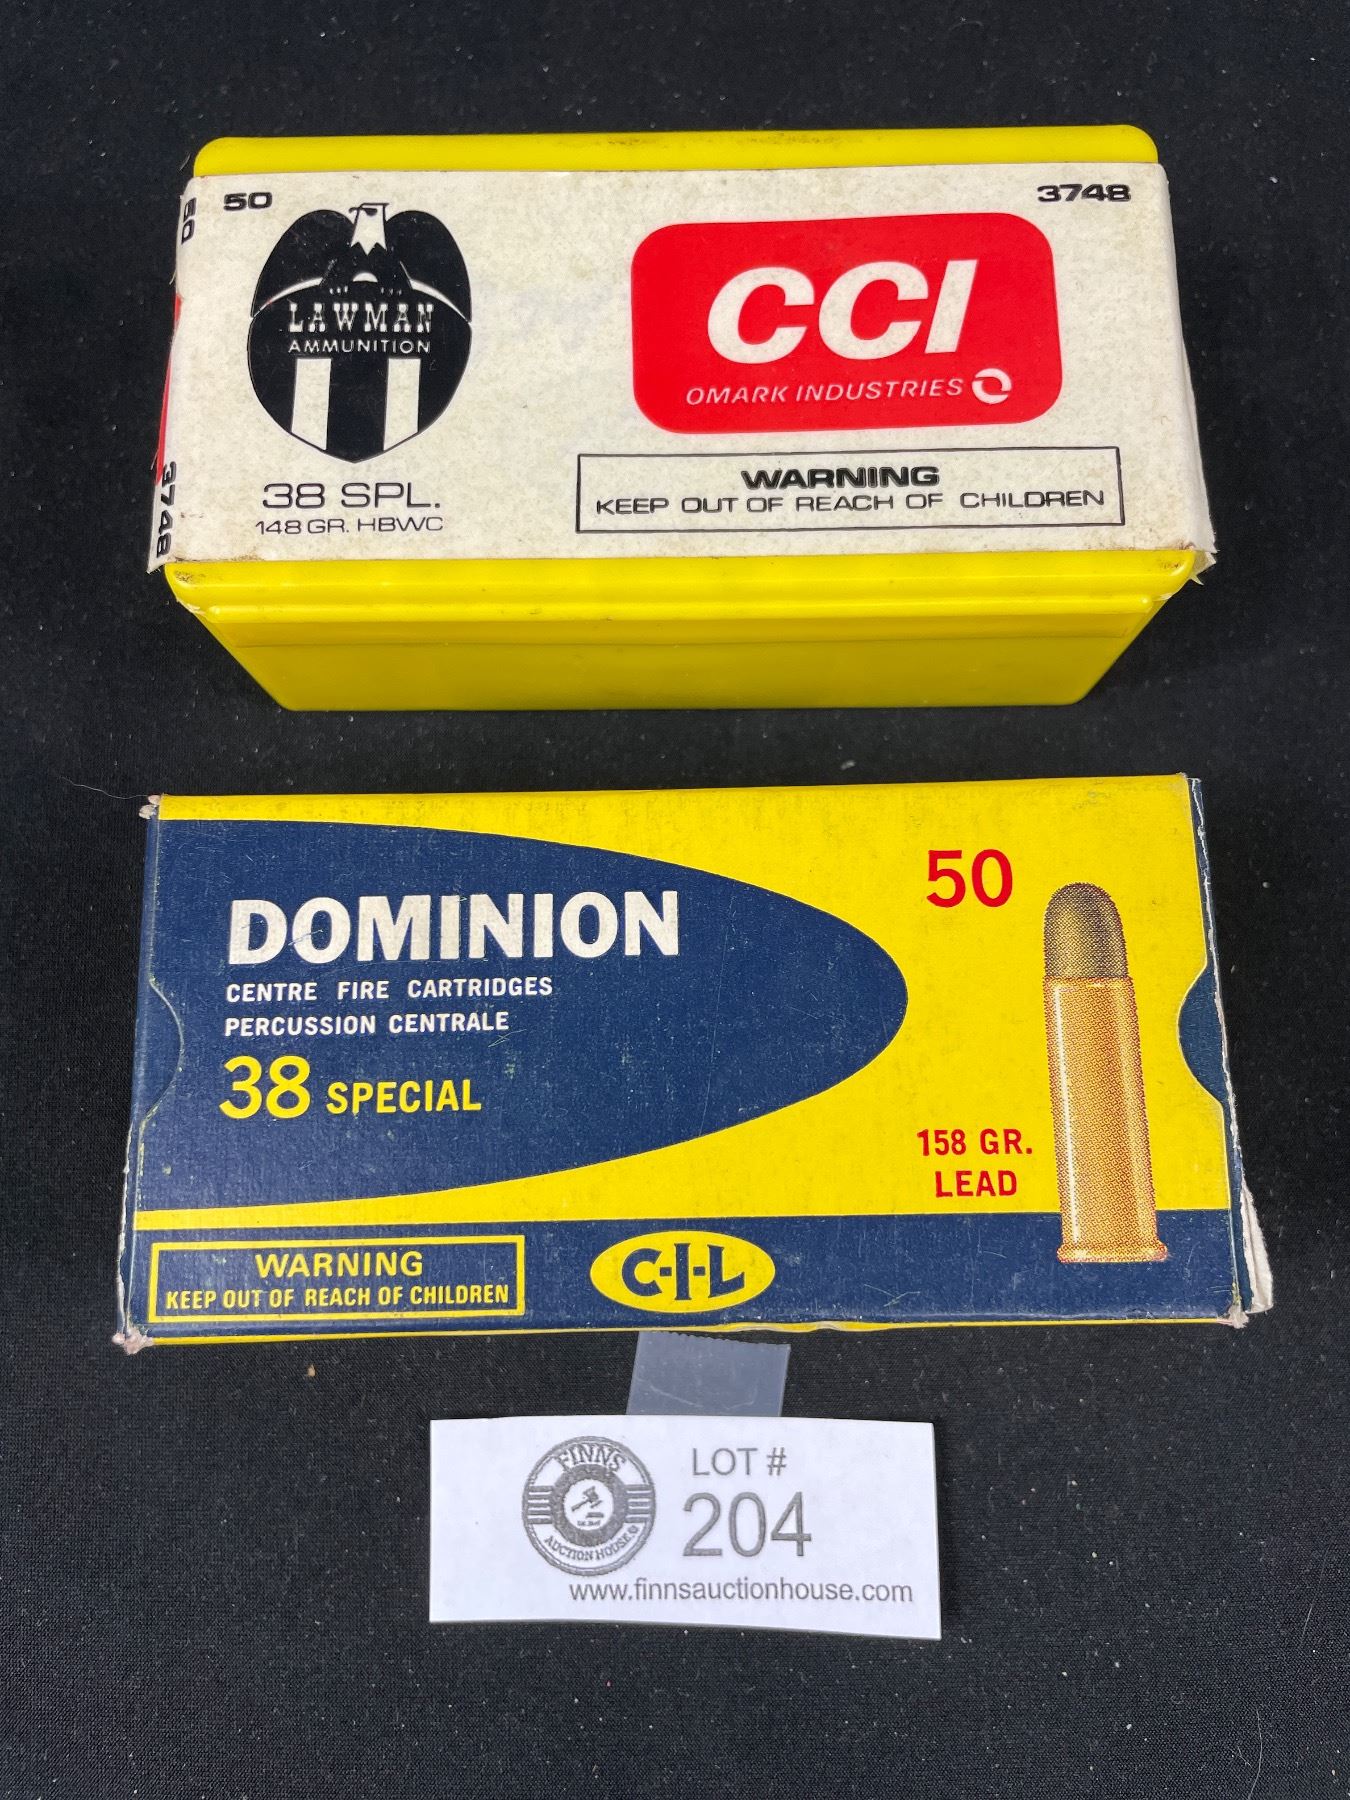 50
3748
50
LAWMAN
AMMUNITION
CCI
OMARK INDUSTRIES
38 SPL.
148 GR. HBWC
WARNING
KEEP OUT OF REACH OF CHILDREN
3748
50
DOMINION
CENTRE FIRE CARTRIDGES
PERCUSSION CENTRALE
38 SPECIAL
158 GR.
LEAD
WARNING
KEEP OUT OF REACH OF CHILDREN
C-I-L
FINNS
AUCTION HOUSE
LOT #
204
www.finnsauctionhouse.com